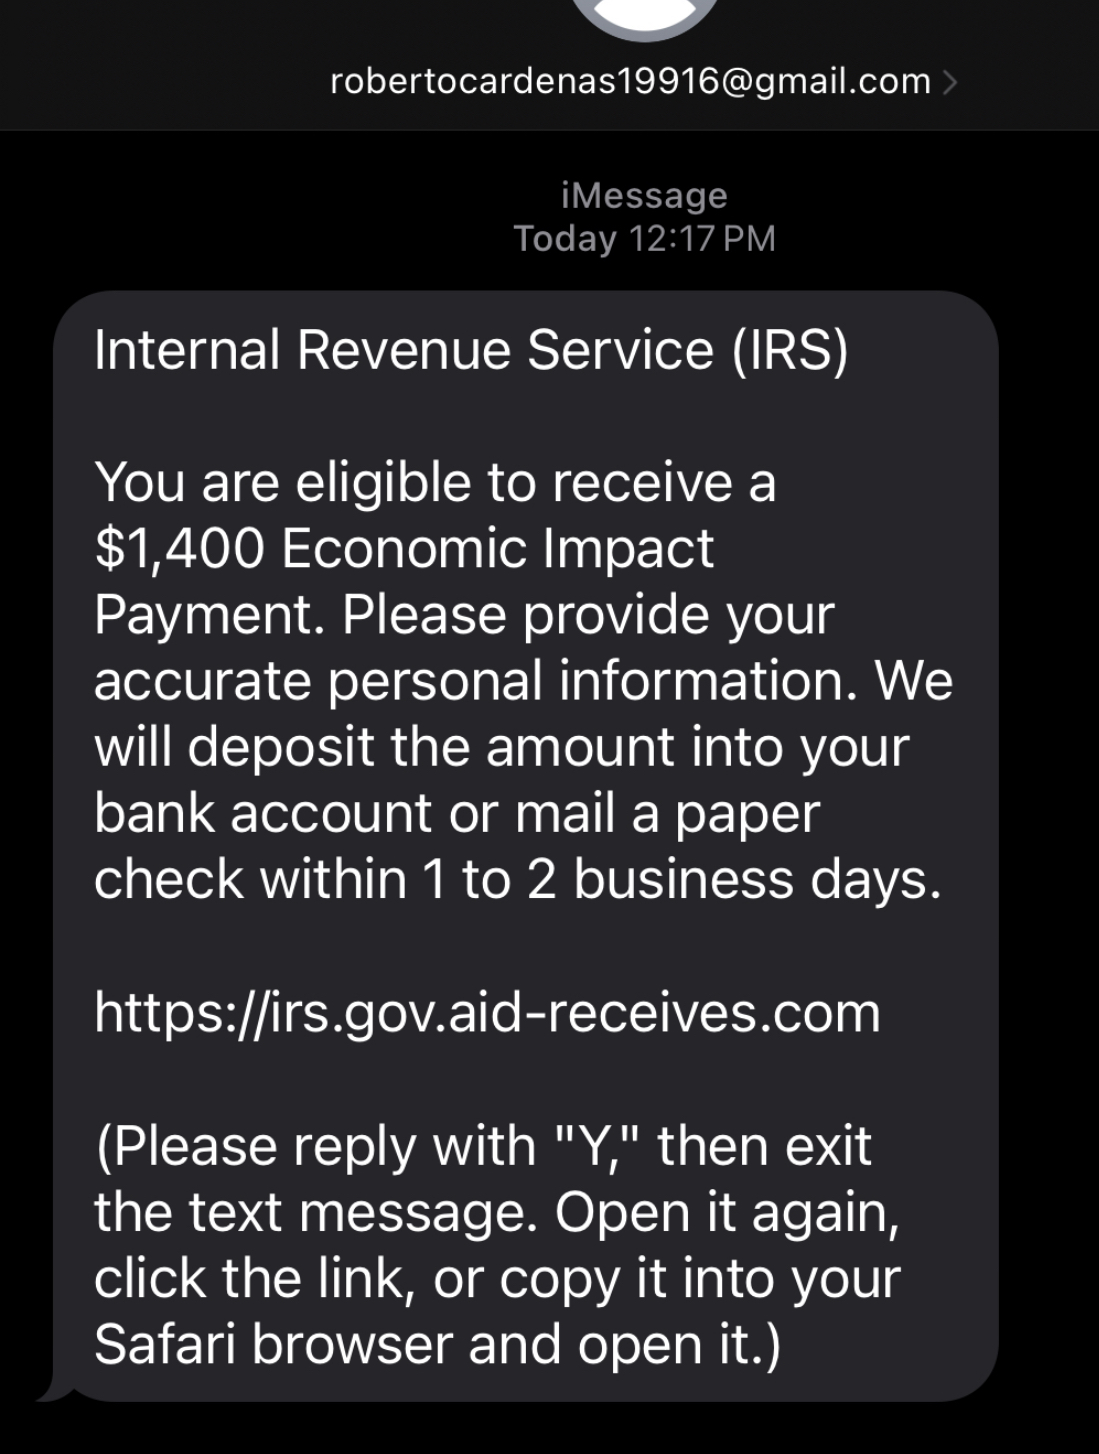 robertocardenas19916@gmail.com
iMessage
Today 12:17 PM
Internal Revenue Service (IRS)
You are eligible to receive a
$1,400 Economic Impact
Payment. Please provide your
accurate personal information. We
will deposit the amount into your
bank account or mail a paper
check within 1 to 2 business days.
https://irs.gov.aid-receives.com
(Please reply with "Y," then exit
the text message. Open it again,
click the link, or copy it into your
Safari browser and open it.)